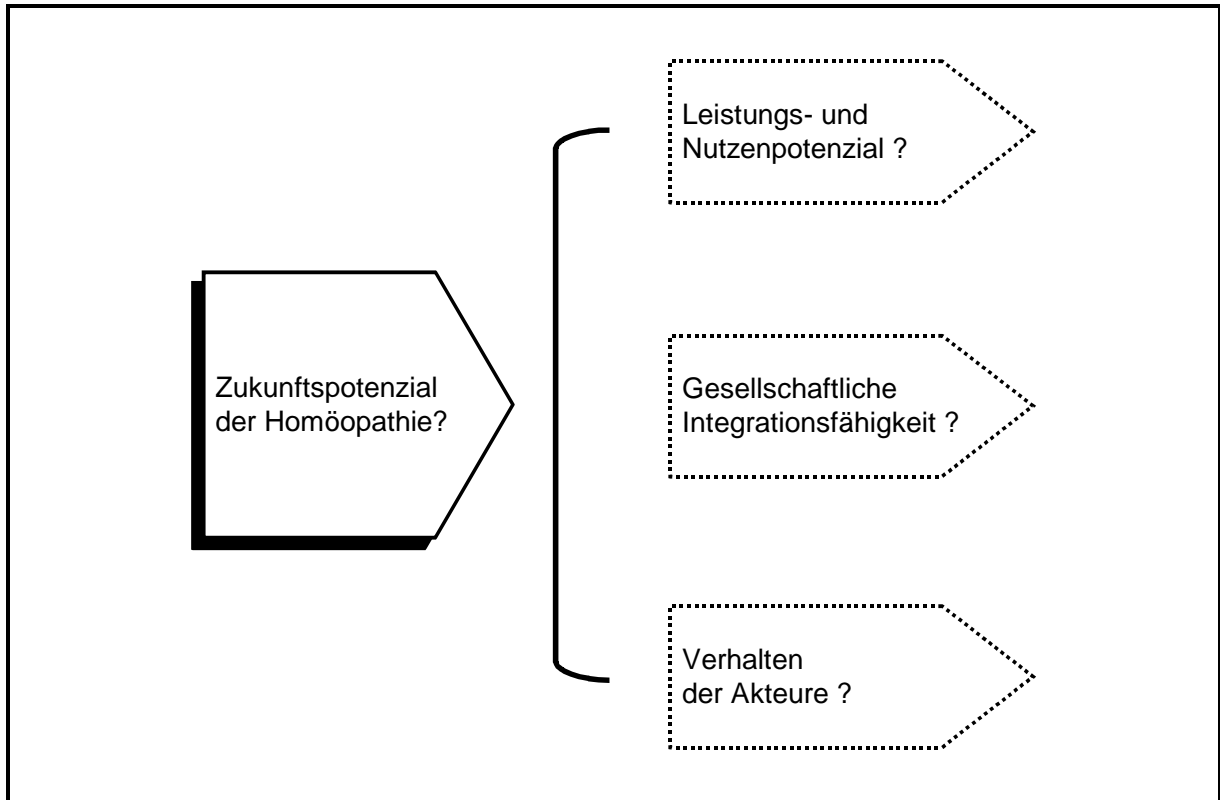 Leistungs- und
Nutzenpotenzial ?
Zukunftspotenzial
der Homöopathie?
Gesellschaftliche
Integrationsfähigkeit ?
Verhalten
der Akteure ?